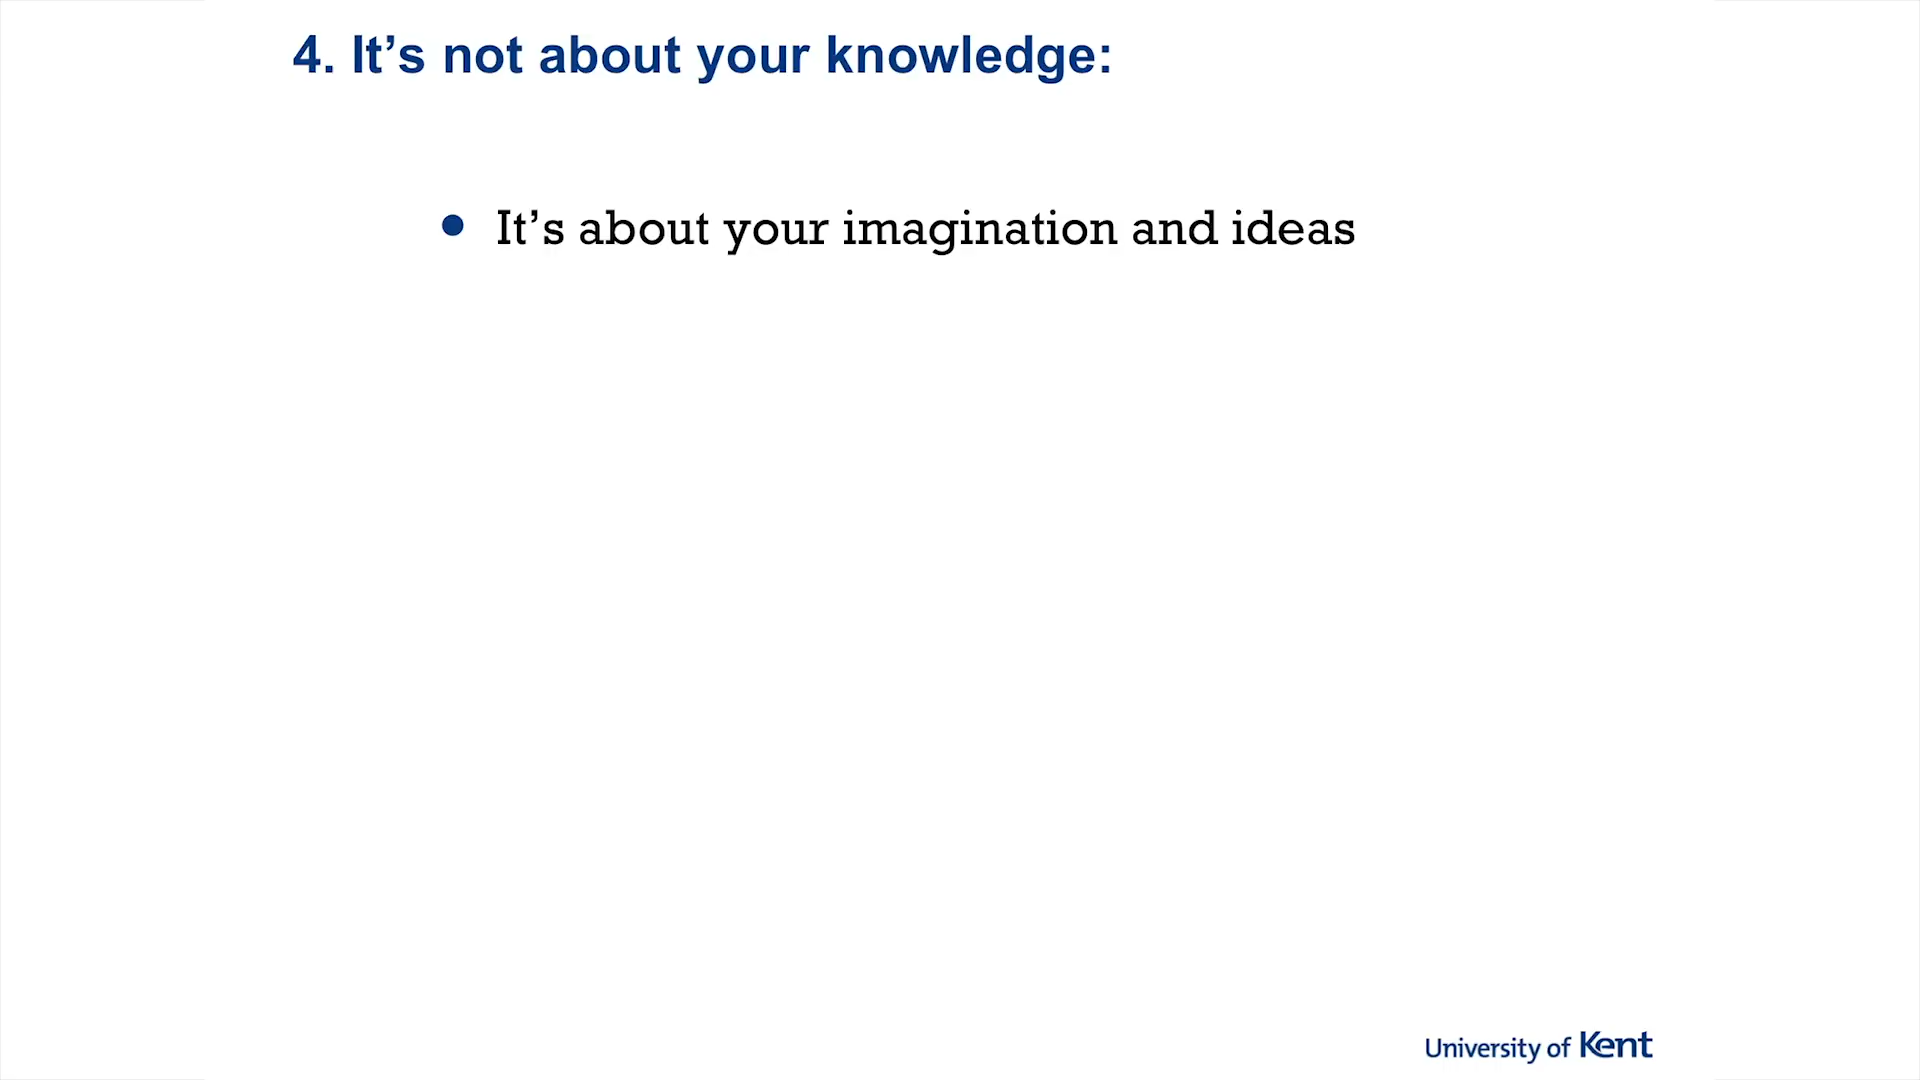 4. It’s not about your knowledge:
• It’s about your imagination and ideas
University of Kent